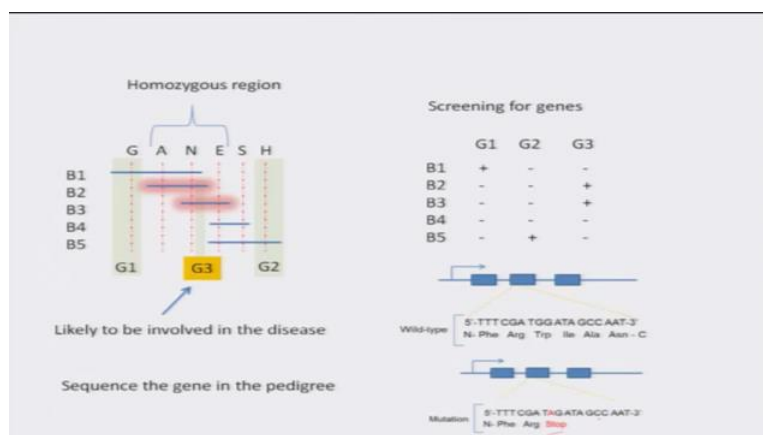 Homozygous region
G A N E S H
B1
B2
B3
B4
B5
G1 G3 G2
Likely to be involved in the disease
Sequence the gene in the pedigree
Screening for genes
G1 G2 G3
B1 + - -
B2 - - +
B3 - - +
B4 - - -
B5 - + -
Wild-type
5'-TTT CGA TGG ATA GCC AAT-3'
N- Phe Arg Trp Ile Ala Asn - C
Mutation
5'-TTT CGA TAG ATA GCC AAT-3'
N- Phe Arg Stop